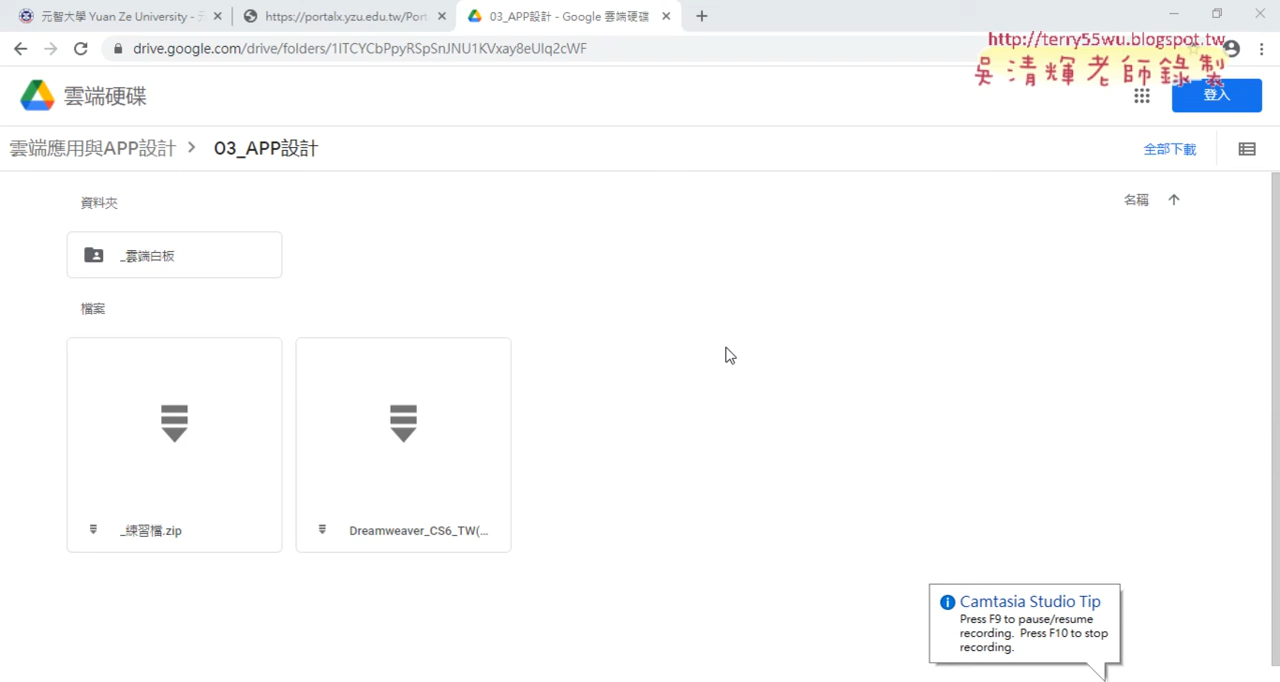 元智大學 Yuan Ze University -
https://portalx.yzu.edu.tw/Port
03_APP設計 - Google 雲端硬碟
drive.google.com/drive/folders/1ITCYCbPpyRSpSnJNU1KVxay8eUIq2cWF
http://terry55wu.blogspot.tw
吳清輝老師錄製
雲端硬碟
登入
雲端應用與APP設計 > 03_APP設計
全部下載
資料夾
名稱
_雲端白板
檔案
_練習檔.zip
Dreamweaver_CS6_TW(...
Camtasia Studio Tip
Press F9 to pause/resume
recording. Press F10 to stop
recording.